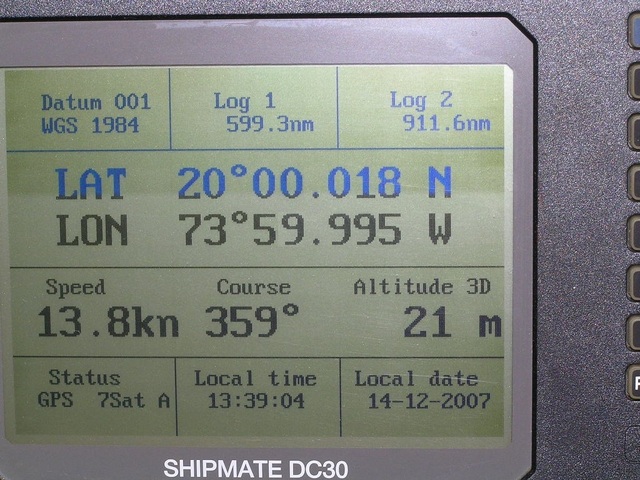 Datum 001 Log 1 Log 2
WGS 1984 599.3nm 911.6nm
LAT 20°00.018 N
LON 73°59.995 W
Speed Course Altitude 3D
13.8kn 359° 21 m
Status Local time Local date
GPS 7Sat A 13:39:04 14-12-2007
SHIPMATE DC30